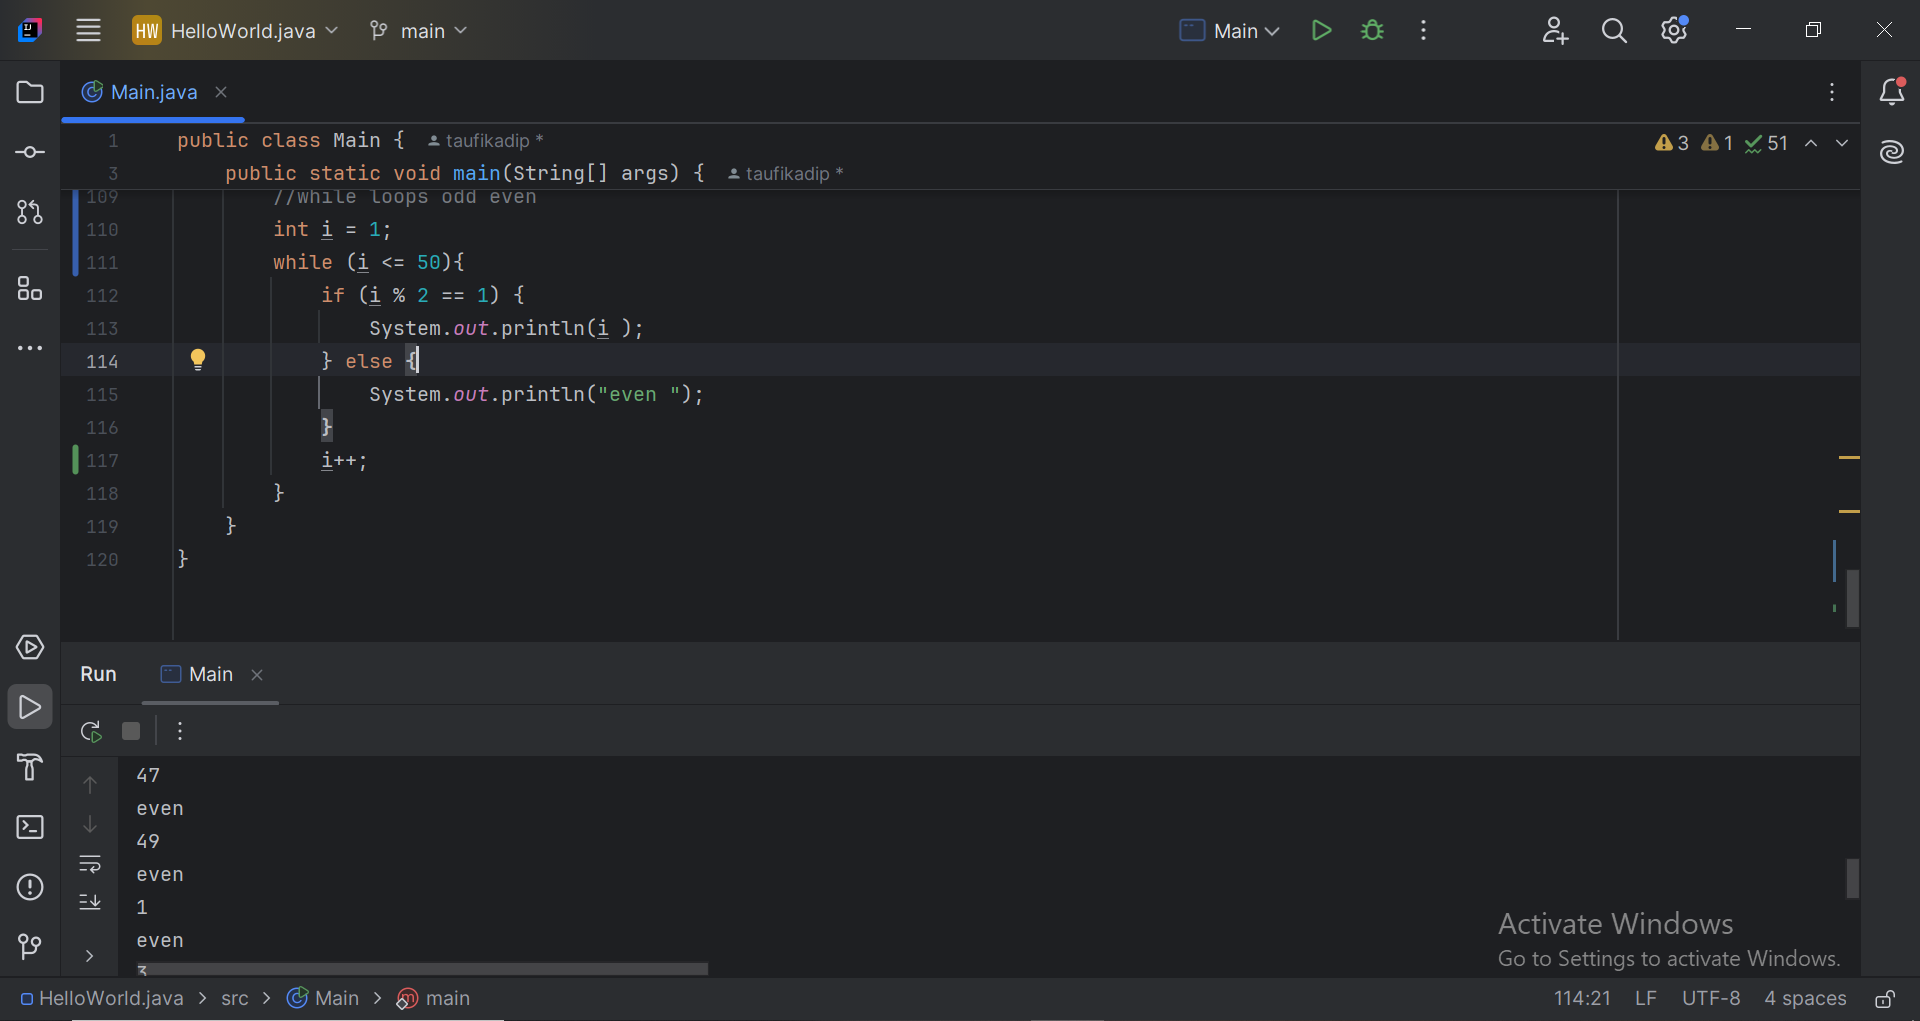 HW HelloWorld.java main Main
Main.java
1 public class Main { taufikadip *
3 public static void main(String[] args) { taufikadip *
3 1 51
109 //while loops odd even
110 int i = 1;
111 while (i <= 50){
112 if (i % 2 == 1) {
113 System.out.println(i );
114 } else {
115 System.out.println("even ");
116 }
117 i++;
118 }
119 }
120 }
Run Main
47
even
49
even
1
even
3
Activate Windows
Go to Settings to activate Windows.
HelloWorld.java > src > Main > main 114:21 LF UTF-8 4 spaces